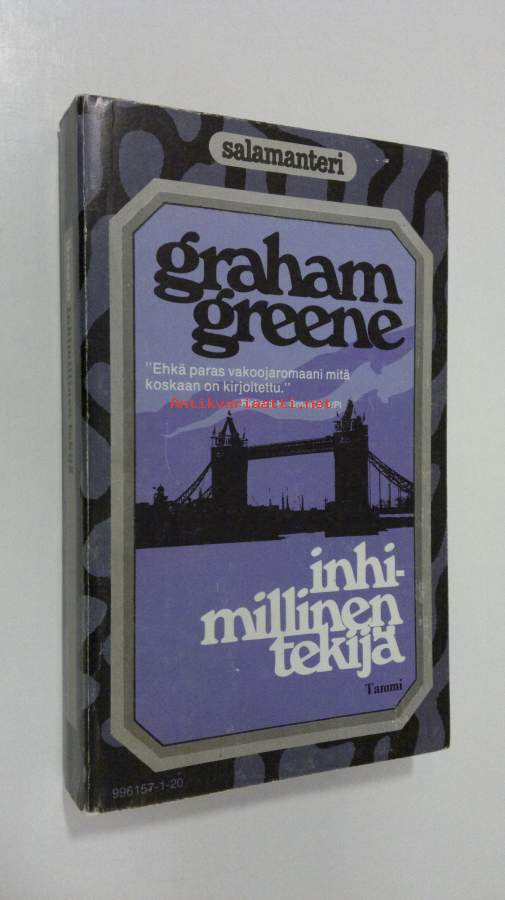 salamanteri
graham
greene
"Ehkä paras vakoojaromaani mitä
koskaan on kirjoitettu."
inhi-
millinen
tekijä
Tammi
996157-1-20